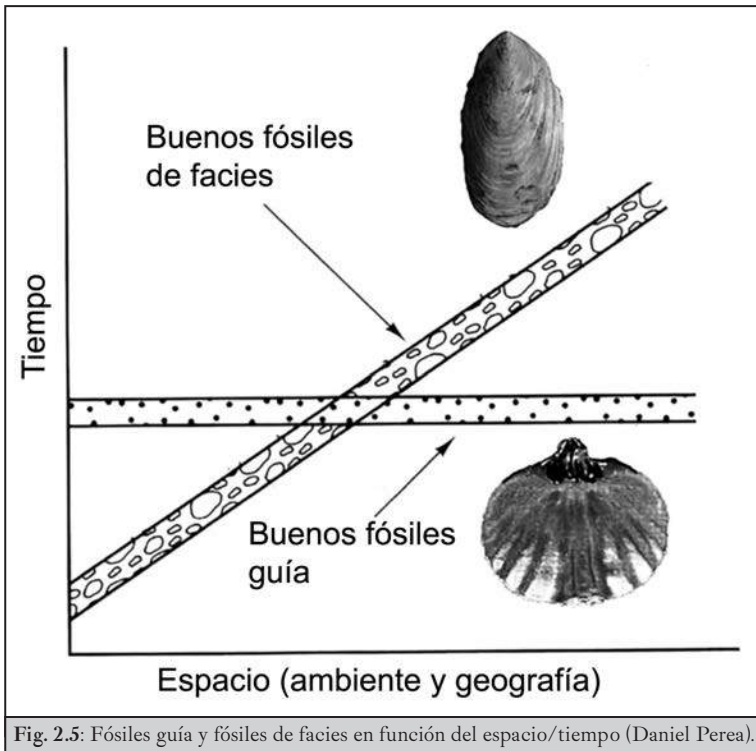 Buenos fósiles
de facies
Tiempo
Buenos fósiles
guía
Espacio (ambiente y geografía)
Fig. 2.5: Fósiles guía y fósiles de facies en función del espacio/tiempo (Daniel Perea).